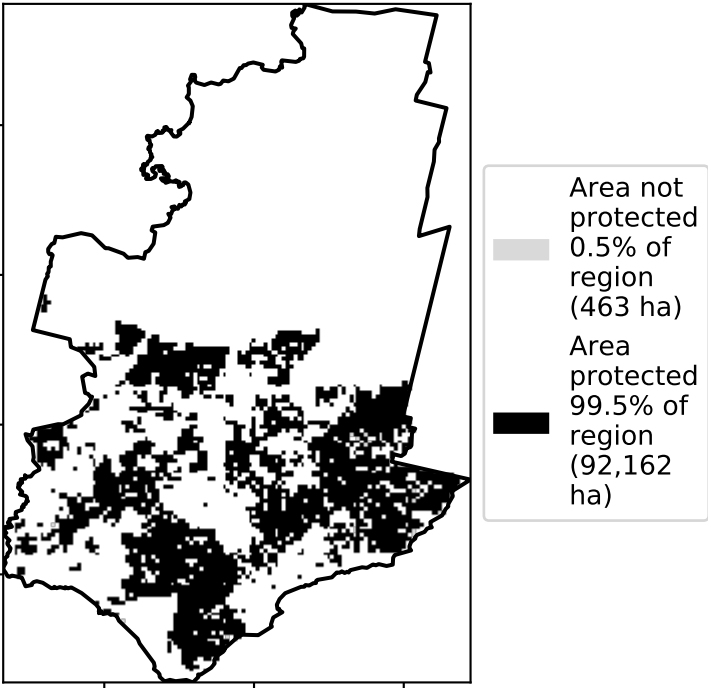 Area not
protected
0.5% of
region
(463 ha)
Area
protected
99.5% of
region
(92,162
ha)